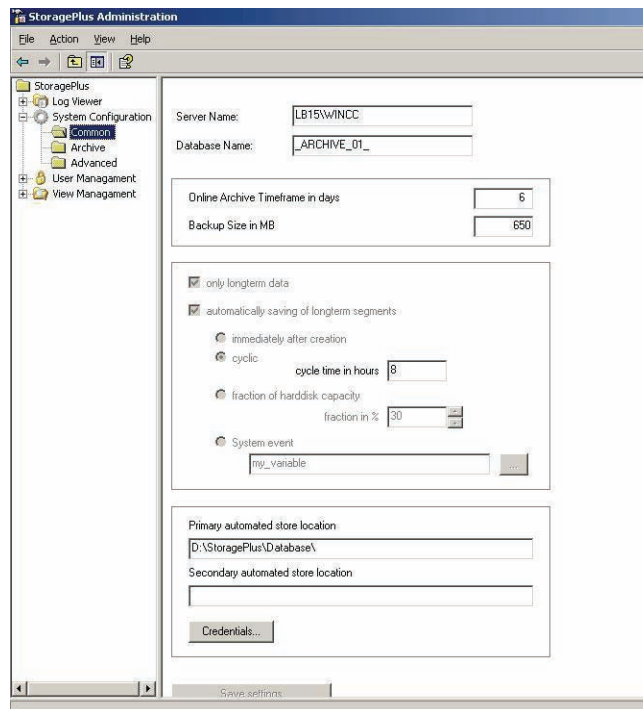 StoragePlus Administration
File Action View Help
StoragePlus
Log Viewer
System Configuration
Common
Archive
Advanced
User Managament
View Managament
Server Name: LB15\WINCC
Database Name: _ARCHIVE_01_
Online Archive Timeframe in days 6
Backup Size in MB 650
only longterm data
automatically saving of longterm segments
immediately after creation
cyclic
cycle time in hours 8
fraction of harddisk capacity
fraction in % 30
System event
my_variable ...
Primary automated store location
D:\StoragePlus\Database\
Secondary automated store location
Credentials...
Save settings